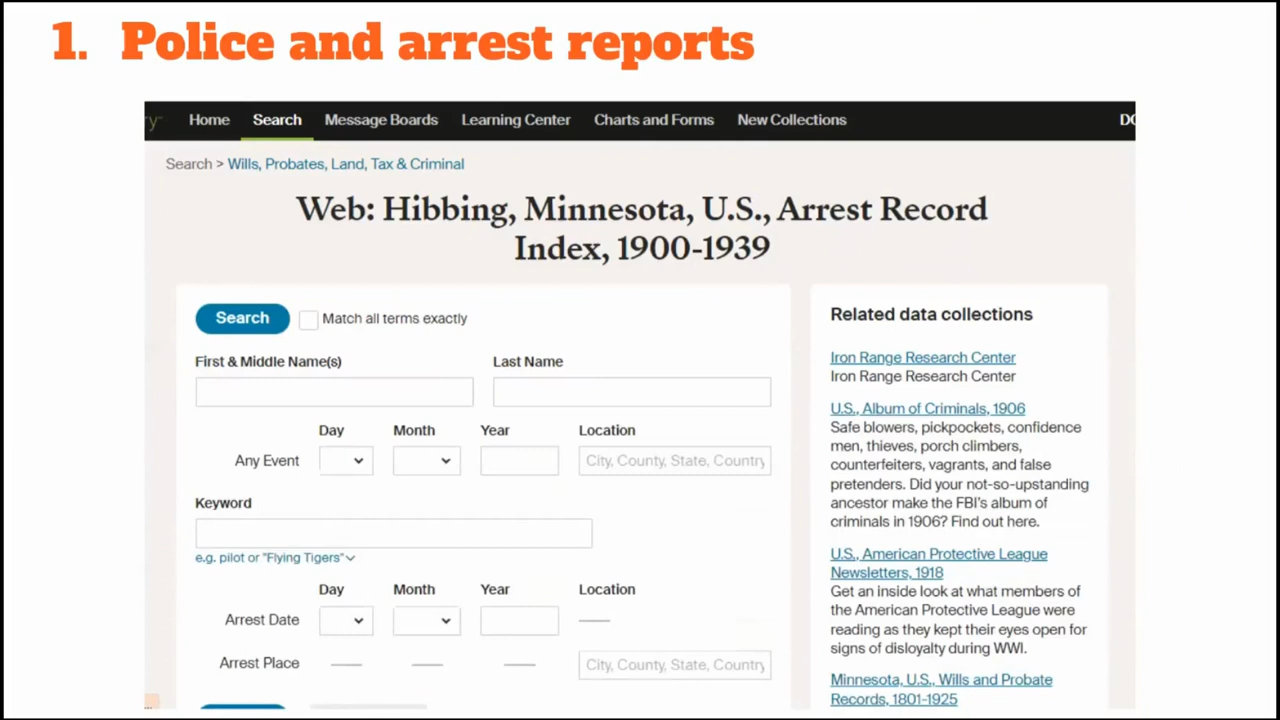 1. Police and arrest reports
ry
Home Search Message Boards Learning Center Charts and Forms New Collections DO
Search > Wills, Probates, Land, Tax & Criminal
Web: Hibbing, Minnesota, U.S., Arrest Record
Index, 1900-1939
Search Match all terms exactly
First & Middle Name(s) Last Name
Day Month Year Location
Any Event City, County, State, Country
Keyword
e.g. pilot or "Flying Tigers"
Day Month Year Location
Arrest Date
Arrest Place City, County, State, Country
Related data collections
Iron Range Research Center
Iron Range Research Center
U.S., Album of Criminals, 1906
Safe blowers, pickpockets, confidence
men, thieves, porch climbers,
counterfeiters, vagrants, and false
pretenders. Did your not-so-upstanding
ancestor make the FBI's album of
criminals in 1906? Find out here.
U.S., American Protective League
Newsletters, 1918
Get an inside look at what members of
the American Protective League were
reading as they kept their eyes open for
signs of disloyalty during WWI.
Minnesota, U.S., Wills and Probate
Records, 1801-1925